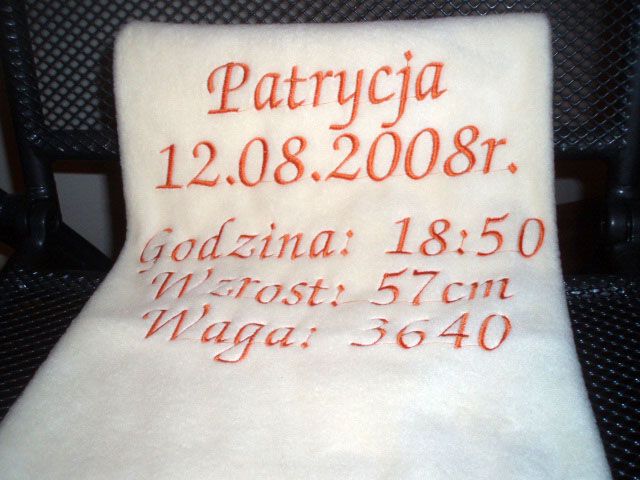 Patrycja
12.08.2008r.
Godzina: 18:50
Wzrost: 57cm
Waga: 3640